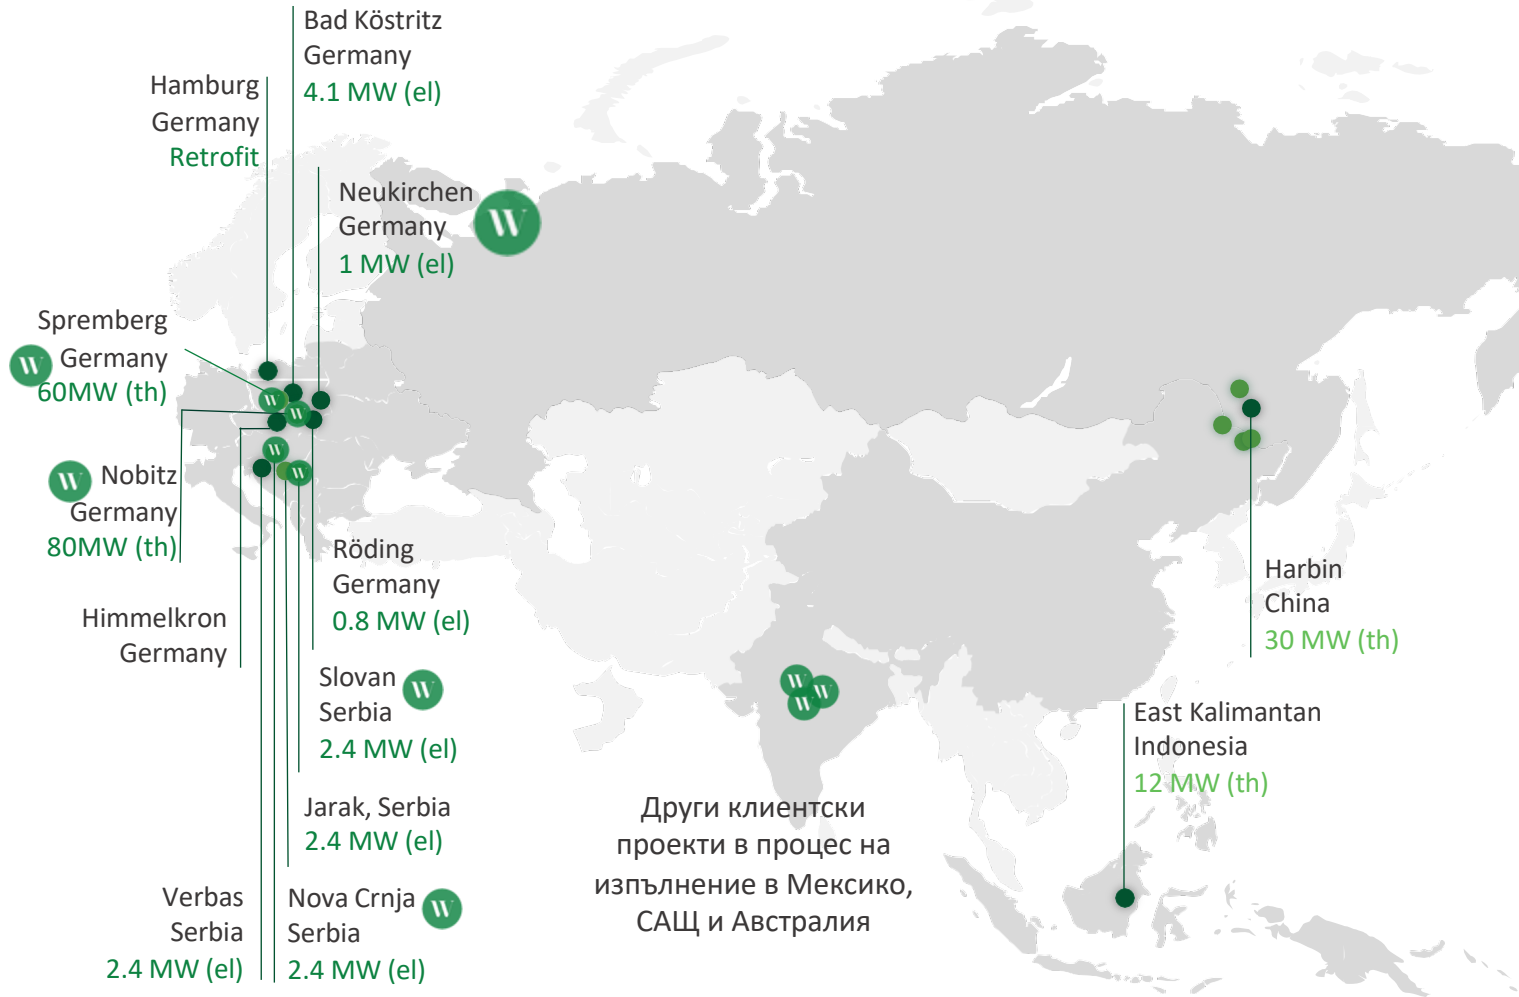 Bad Köstritz
Germany
4.1 MW (el)
Hamburg
Germany
Retrofit
Neukirchen
Germany
1 MW (el)
W
Spremberg
W Germany
60MW (th)
W
W
W
W
W Nobitz
Germany
80MW (th)
Röding
Germany
0.8 MW (el)
Himmelkron
Germany
Harbin
China
30 MW (th)
Slovan W
Serbia
2.4 MW (el)
W
W
W
East Kalimantan
Indonesia
12 MW (th)
Jarak, Serbia
2.4 MW (el)
Други клиентски
проекти в процес на
изпълнение в Мексико,
САЩ и Австралия
Verbas
Serbia
2.4 MW (el)
Nova Crnja W
Serbia
2.4 MW (el)